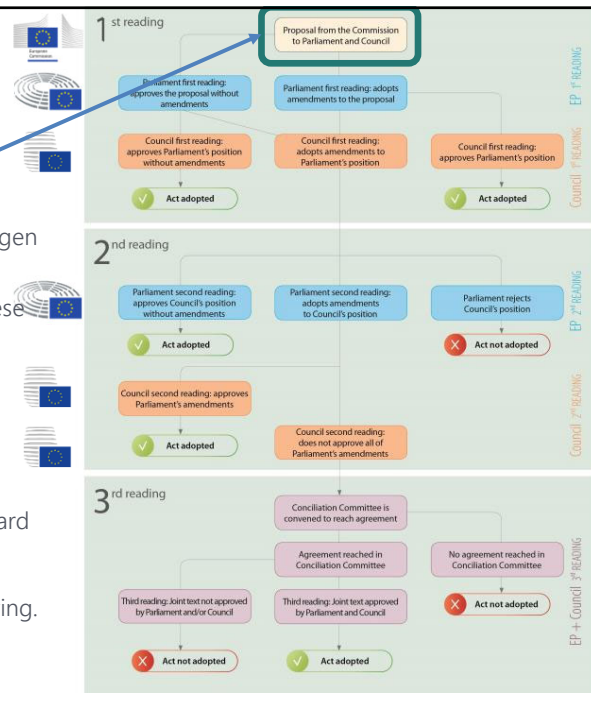 1 st reading
Proposal from the Commission
to Parliament and Council
European
Commission
Parliament first reading:
approves the proposal without
amendments
Parliament first reading: adopts
amendments to the proposal
EP 1st READING
Council first reading:
approves Parliament's position
without amendments
Council first reading:
adopts amendments to
Parliament's position
Council first reading:
approves Parliament's position
Council 1st READING
Act adopted
Act adopted
gen
ese
2nd reading
Parliament second reading:
approves Council's position
without amendments
Parliament second reading:
adopts amendments
to Council's position
Parliament rejects
Council's position
EP 2nd READING
Act adopted
Act not adopted
Council second reading: approves
Parliament's amendments
Act adopted
Council second reading:
does not approve all of
Parliament's amendments
Council 2nd READING
ard
ing.
3rd reading
Conciliation Committee is
convened to reach agreement
Agreement reached in
Conciliation Committee
No agreement reached in
Conciliation Committee
Third reading: Joint text not approved
by Parliament and/or Council
Third reading: Joint text approved
by Parliament and Council
Act not adopted
EP + Council 3rd READING
Act not adopted
Act adopted